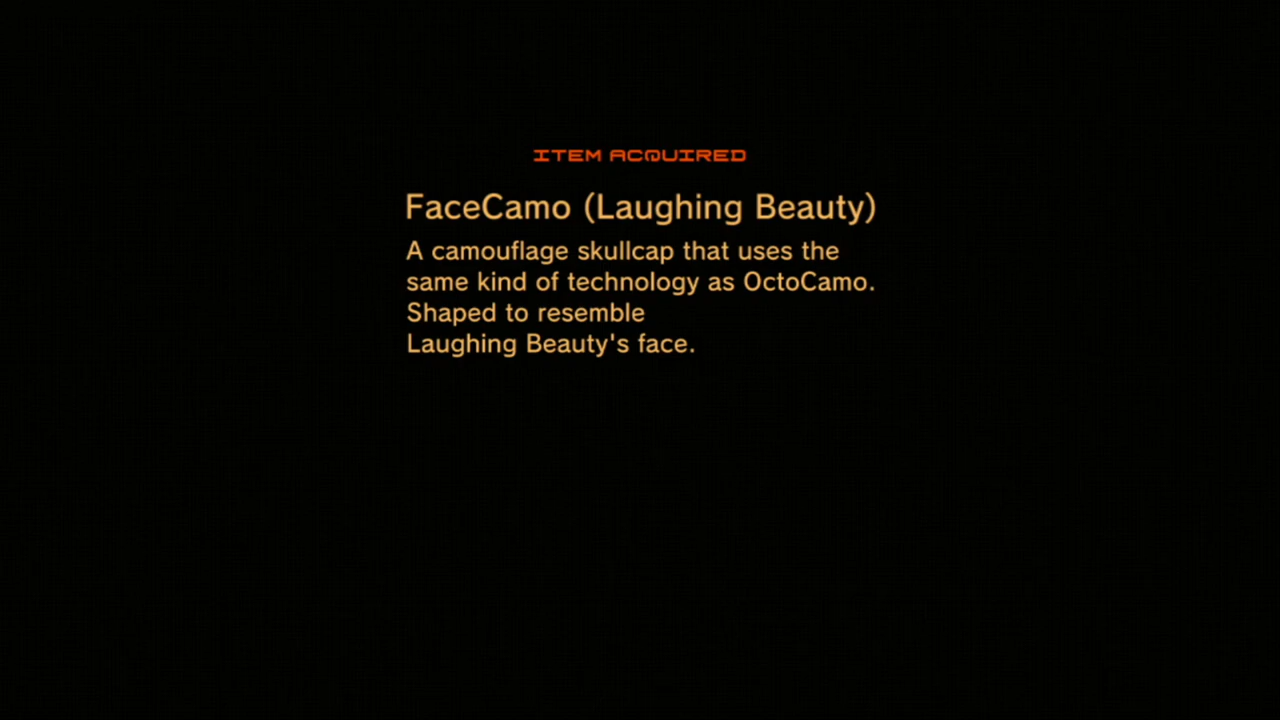 ITEM ACQUIRED
FaceCamo (Laughing Beauty)
A camouflage skullcap that uses the
same kind of technology as OctoCamo.
Shaped to resemble
Laughing Beauty's face.